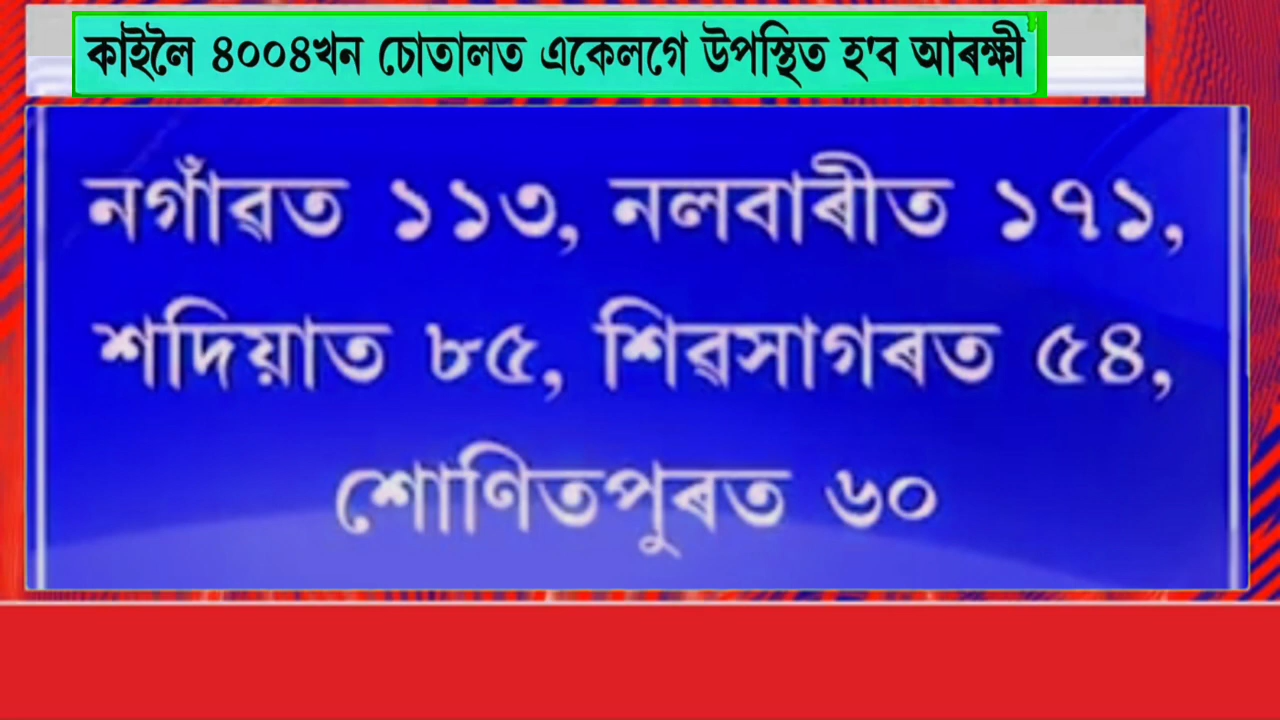 কাইলৈ ৪০০৪খন চোতালত একেলগে উপস্থিত হ'ব আৰক্ষী
নগাঁৱত ১১৩, নলবাৰীত ১৭১,
শদিয়াত ৮৫, শিৱসাগৰত ৫৪,
শোণিতপুৰত ৬০